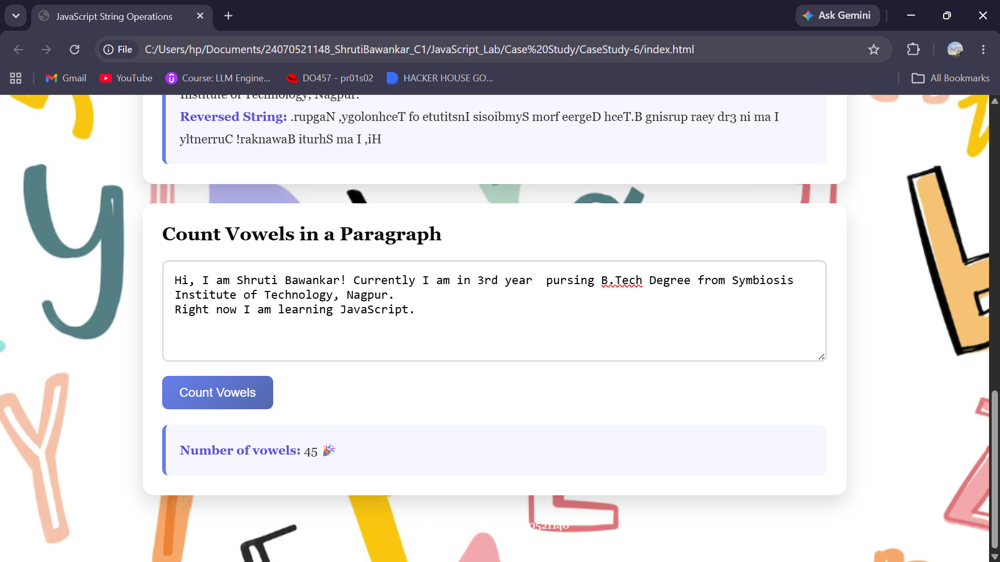 JavaScript String Operations
Ask Gemini
File
C:/Users/hp/Documents/24070521148_ShrutiBawankar_C1/JavaScript_Lab/Case%20Study/CaseStudy-6/index.html
Gmail
YouTube
Course: LLM Engine...
DO457 - pr01s02
HACKER HOUSE GO...
All Bookmarks
Institute of Technology, Nagpur.
Reversed String: .rupgaN ,ygolonhceT fo etutitsnI sisoibmyS morf eergeD hceT.B gnisrup raey dr3 ni ma I
yltnerruC !raknawaB iturhS ma I ,iH
Count Vowels in a Paragraph
Hi, I am Shruti Bawankar! Currently I am in 3rd year  pursing B.Tech Degree from Symbiosis
Institute of Technology, Nagpur.
Right now I am learning JavaScript.
Count Vowels
Number of vowels: 45 🎉
0521148